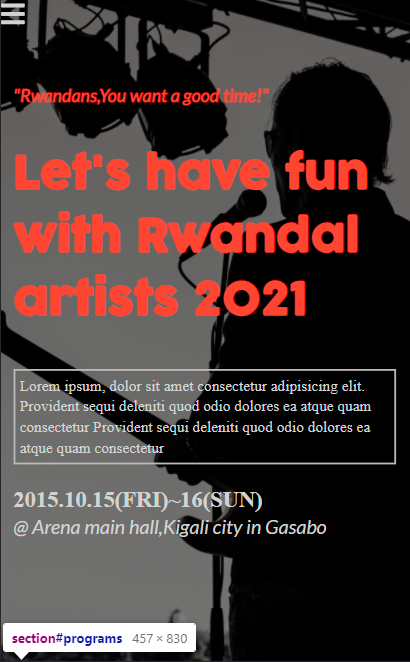 "Rwandans,You want a good time!"
Let's have fun
with Rwandal
artists 2021
Lorem ipsum, dolor sit amet consectetur adipisicing elit.
Provident sequi deleniti quod odio dolores ea atque quam
consectetur Provident sequi deleniti quod odio dolores ea
atque quam consectetur
2015.10.15(FRI)~16(SUN)
@ Arena main hall,Kigali city in Gasabo
section#programs 457 × 830